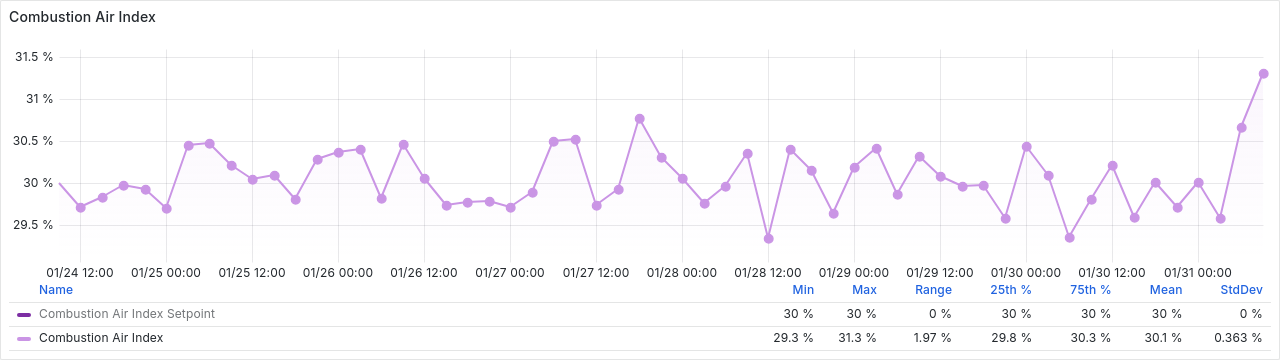 Combustion Air Index
31.5 %
31 %
30.5 %
30 %
29.5 %
01/24 12:00 01/25 00:00 01/25 12:00 01/26 00:00 01/26 12:00 01/27 00:00 01/27 12:00 01/28 00:00 01/28 12:00 01/29 00:00 01/29 12:00 01/30 00:00 01/30 12:00 01/31 00:00
Name Min Max Range 25th % 75th % Mean StdDev
Combustion Air Index Setpoint 30 % 30 % 0 % 30 % 30 % 30 % 0 %
Combustion Air Index 29.3 % 31.3 % 1.97 % 29.8 % 30.3 % 30.1 % 0.363 %